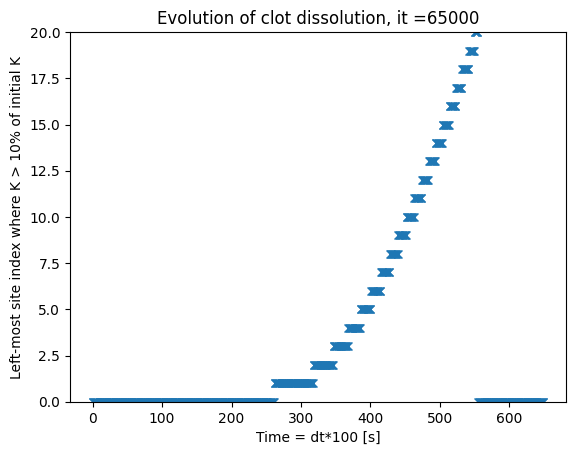 Evolution of clot dissolution, it =65000
Left-most site index where K > 10% of initial K
20.0
17.5
15.0
12.5
10.0
7.5
5.0
2.5
0.0
0 100 200 300 400 500 600
Time = dt*100 [s]